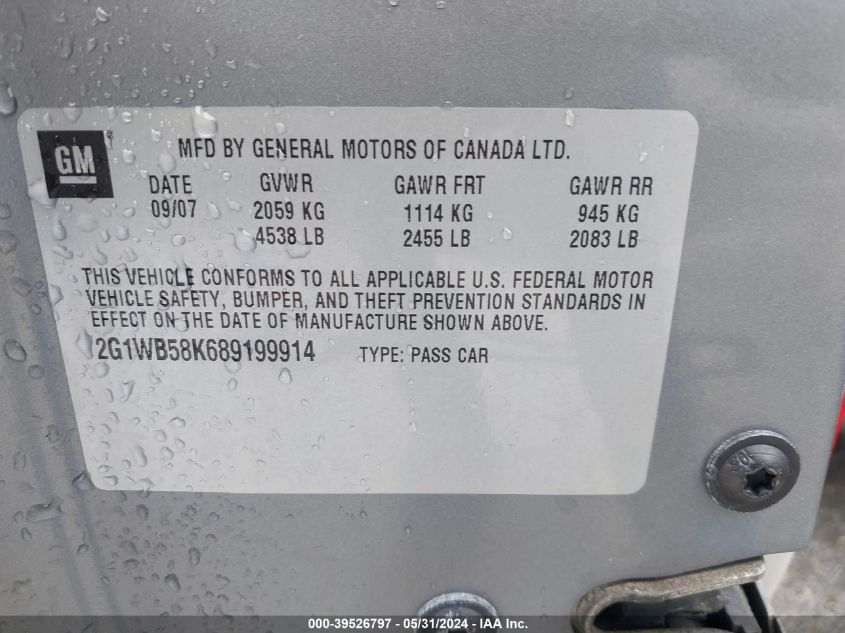 GM
MFD BY GENERAL MOTORS OF CANADA LTD.
DATE GVWR GAWR FRT GAWR RR
09/07 2059 KG 1114 KG 945 KG
4538 LB 2455 LB 2083 LB
THIS VEHICLE CONFORMS TO ALL APPLICABLE U.S. FEDERAL MOTOR
VEHICLE SAFETY, BUMPER, AND THEFT PREVENTION STANDARDS IN
EFFECT ON THE DATE OF MANUFACTURE SHOWN ABOVE.
2G1WB58K689199914 TYPE: PASS CAR
000-39526797 - 05/31/2024 - IAA Inc.